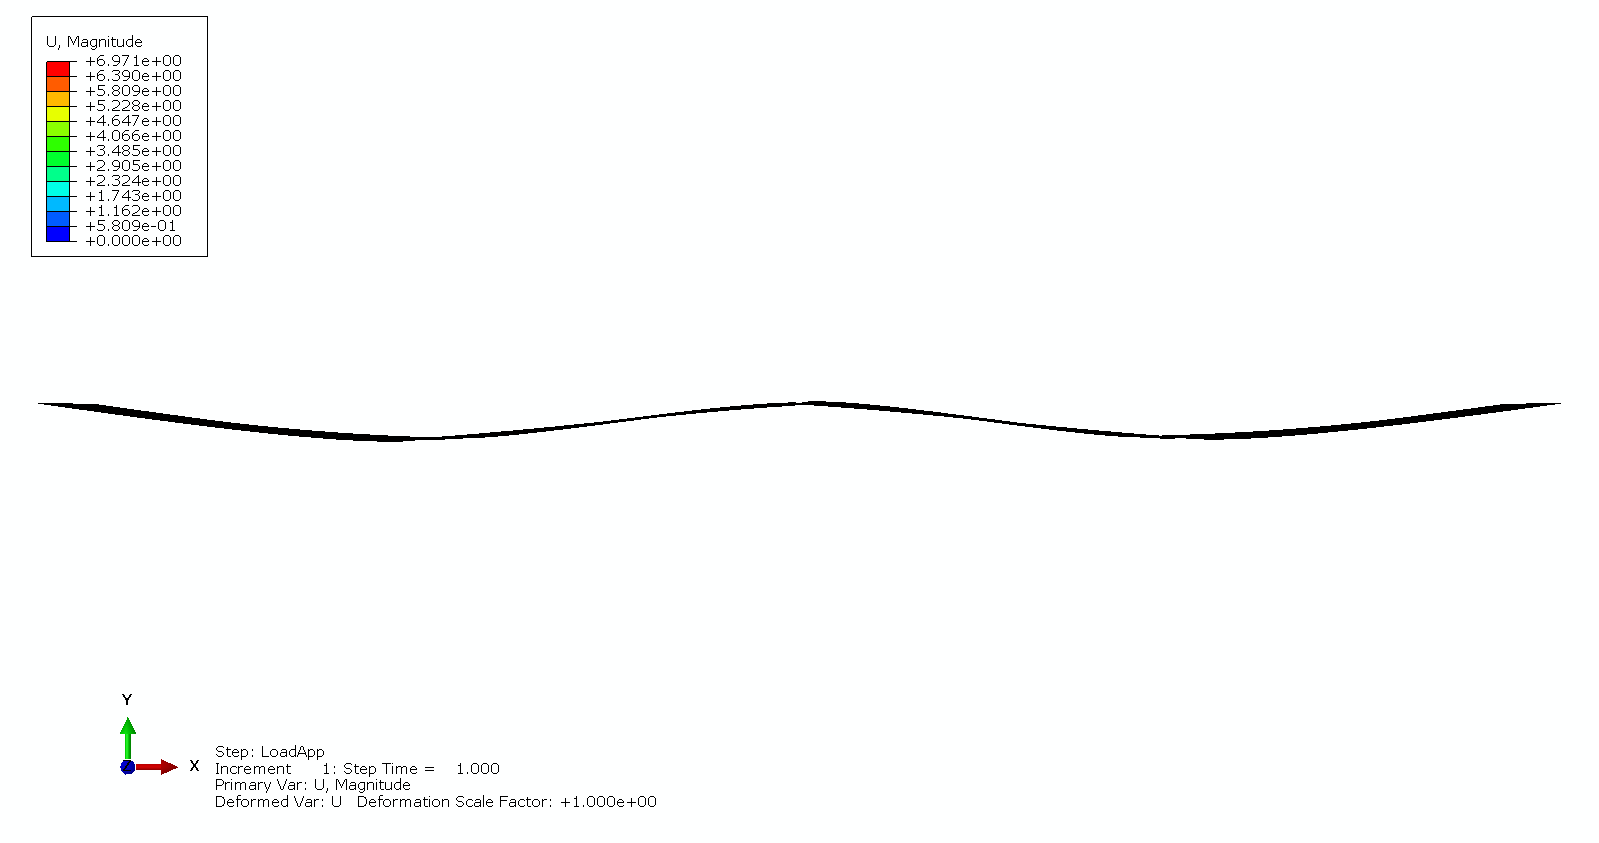 U, Magnitude
+6.971e+00
+6.390e+00
+5.809e+00
+5.228e+00
+4.647e+00
+4.066e+00
+3.485e+00
+2.905e+00
+2.324e+00
+1.743e+00
+1.162e+00
+5.809e-01
+0.000e+00
Y
X
Step: LoadApp
Increment 1: Step Time = 1.000
Primary Var: U, Magnitude
Deformed Var: U Deformation Scale Factor: +1.000e+00